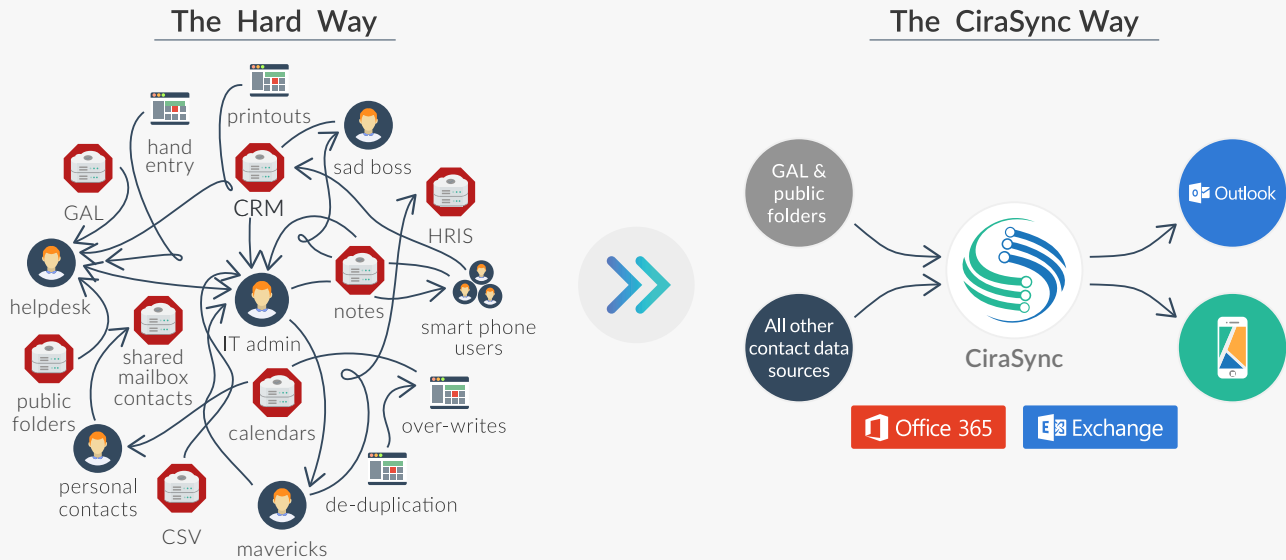 The Hard Way
The CiraSync Way
printouts
hand
entry
sad boss
GAL
CRM
HRIS
helpdesk
IT admin
notes
smart phone
users
shared
mailbox
contacts
public
folders
calendars
over-writes
personal
contacts
CSV
de-duplication
mavericks
GAL &
public
folders
All other
contact data
sources
CiraSync
Outlook
Office 365
Exchange